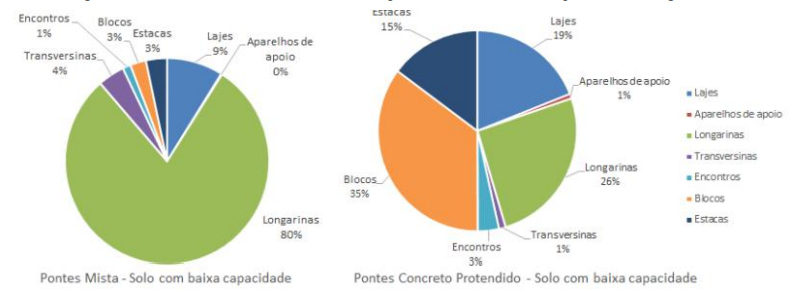 Encontros
1%
Blocos
3%
Estacas
3%
Lajes
9%
Aparelhos de
apoio
0%
Transversinas
4%
Longarinas
80%
Pontes Mista - Solo com baixa capacidade
Estacas
15%
Lajes
19%
Aparelhos de apoio
1%
Longarinas
26%
Transversinas
1%
Encontros
3%
Blocos
35%
Pontes Concreto Protendido - Solo com baixa capacidade
Lajes
Aparelhos de apoio
Longarinas
Transversinas
Encontros
Blocos
Estacas